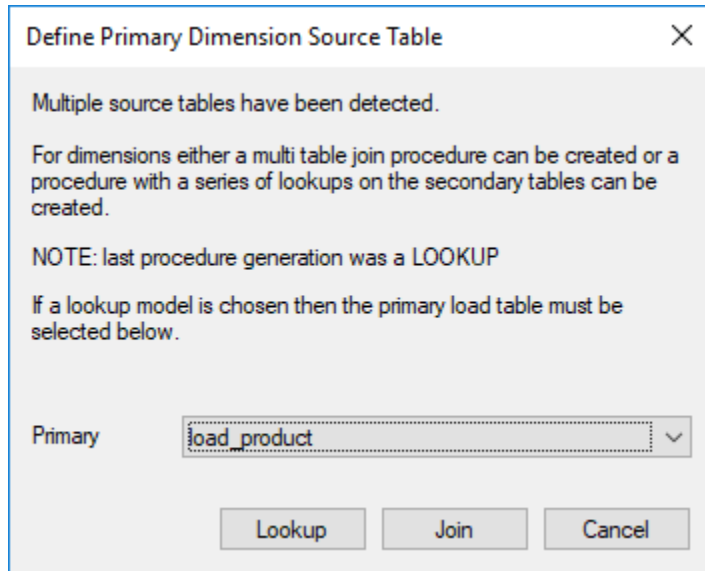 Define Primary Dimension Source Table
Multiple source tables have been detected.
For dimensions either a multi table join procedure can be created or a
procedure with a series of lookups on the secondary tables can be
created.
NOTE: last procedure generation was a LOOKUP
If a lookup model is chosen then the primary load table must be
selected below.
Primary load_product
Lookup Join Cancel